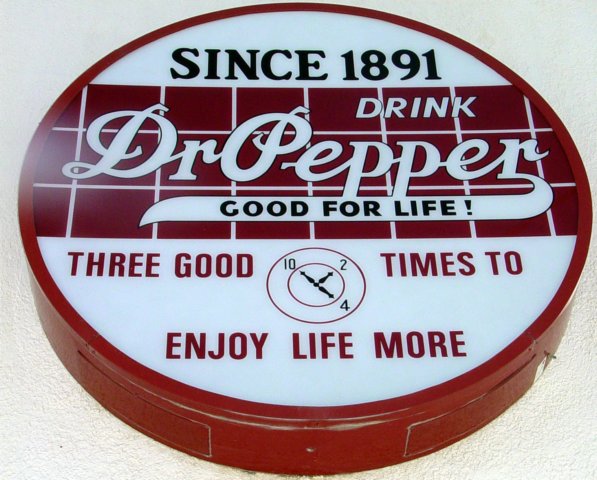 SINCE 1891
DRINK
Dr Pepper
GOOD FOR LIFE!
THREE GOOD TIMES TO
10 2
4
ENJOY LIFE MORE